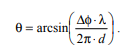 θ = arcsin(Δϕ·λ / 2π·d).